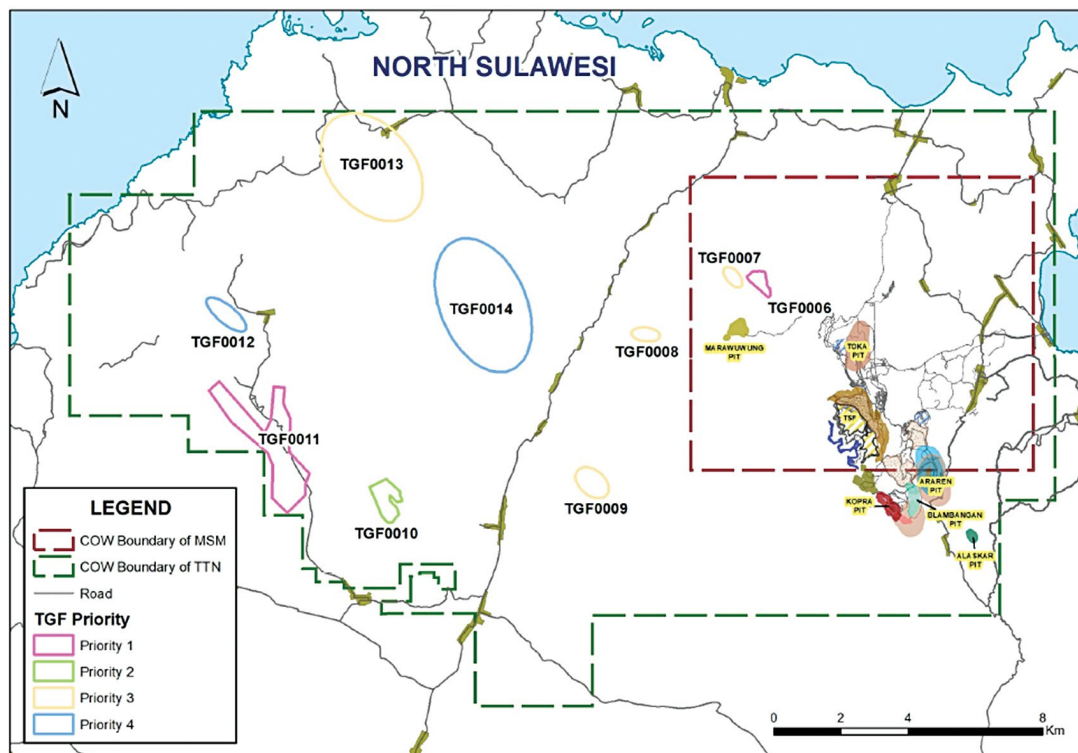 NORTH SULAWESI
N
TGF0013
TGF0007
TGF0006
TGF0014
TGF0012
TGF0008
MARAWUWUNG
PIT
TOKA
PIT
TSF
TGF0011
ARAREN
PIT
TGF0009
KOPRA
PIT
BLAMBANGAN
PIT
TGF0010
ALASKAR
PIT
LEGEND
COW Boundary of MSM
COW Boundary of TTN
Road
TGF Priority
Priority 1
Priority 2
Priority 3
Priority 4
0 2 4 6 8
Km